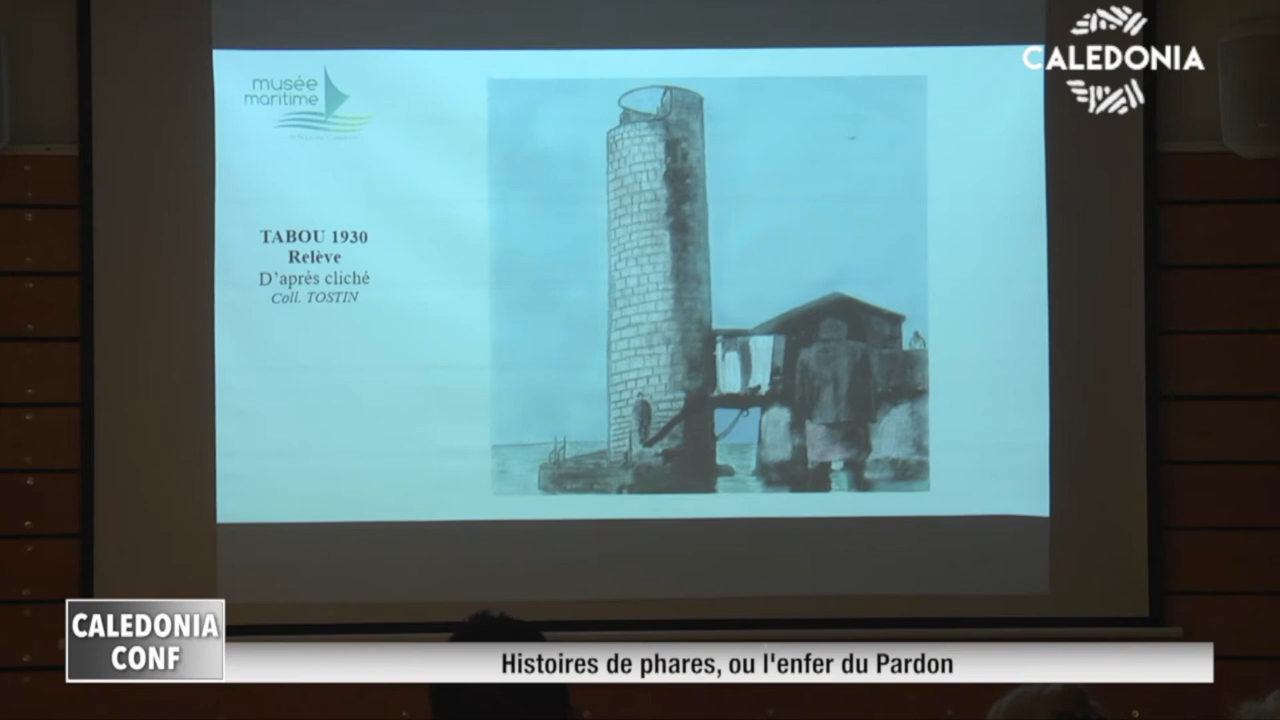 CALEDONIA
musée
maritime
TABOU 1930
Relève
D'après cliché
Coll. TOSTIN
CALEDONIA
CONF
Histoires de phares, ou l'enfer du Pardon